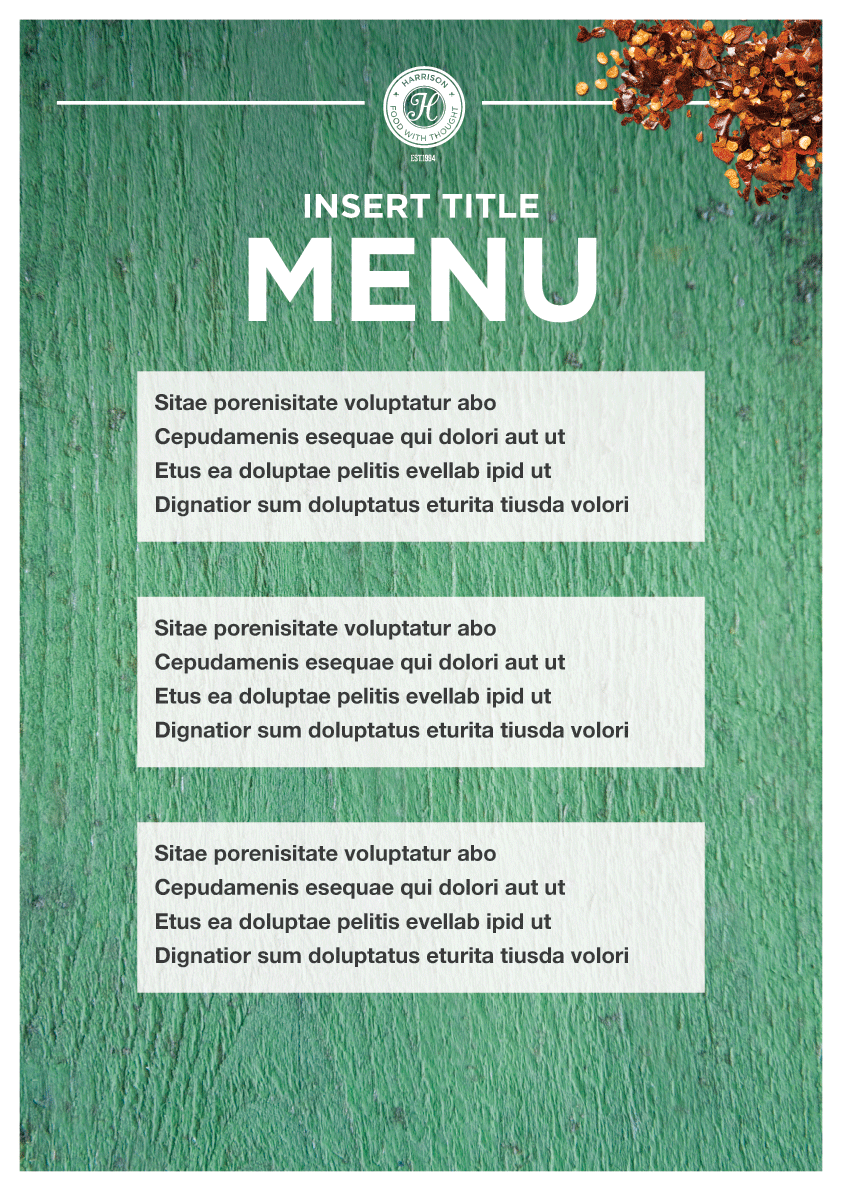 HARRISON
H
FOOD WITH THOUGHT
EST.1994
INSERT TITLE
MENU
Sitae porenisitate voluptatur abo
Cepudamenis esequae qui dolori aut ut
Etus ea doluptae pelitis evellab ipid ut
Dignatior sum doluptatus eturita tiusda volori
Sitae porenisitate voluptatur abo
Cepudamenis esequae qui dolori aut ut
Etus ea doluptae pelitis evellab ipid ut
Dignatior sum doluptatus eturita tiusda volori
Sitae porenisitate voluptatur abo
Cepudamenis esequae qui dolori aut ut
Etus ea doluptae pelitis evellab ipid ut
Dignatior sum doluptatus eturita tiusda volori